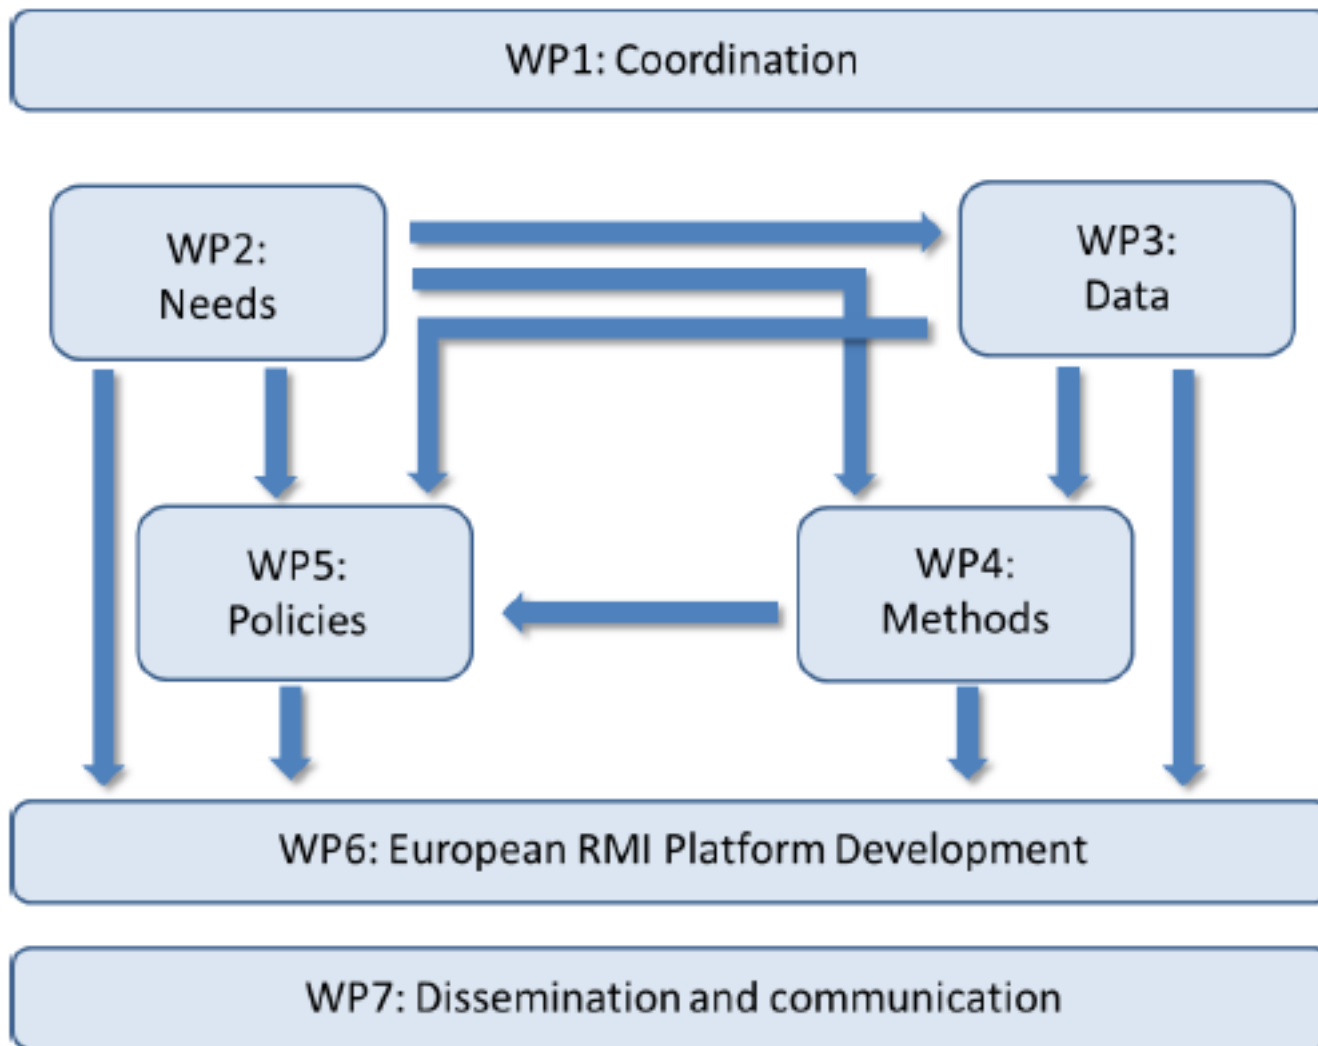 WP1: Coordination
WP2:
Needs
WP3:
Data
WP5:
Policies
WP4:
Methods
WP6: European RMI Platform Development
WP7: Dissemination and communication